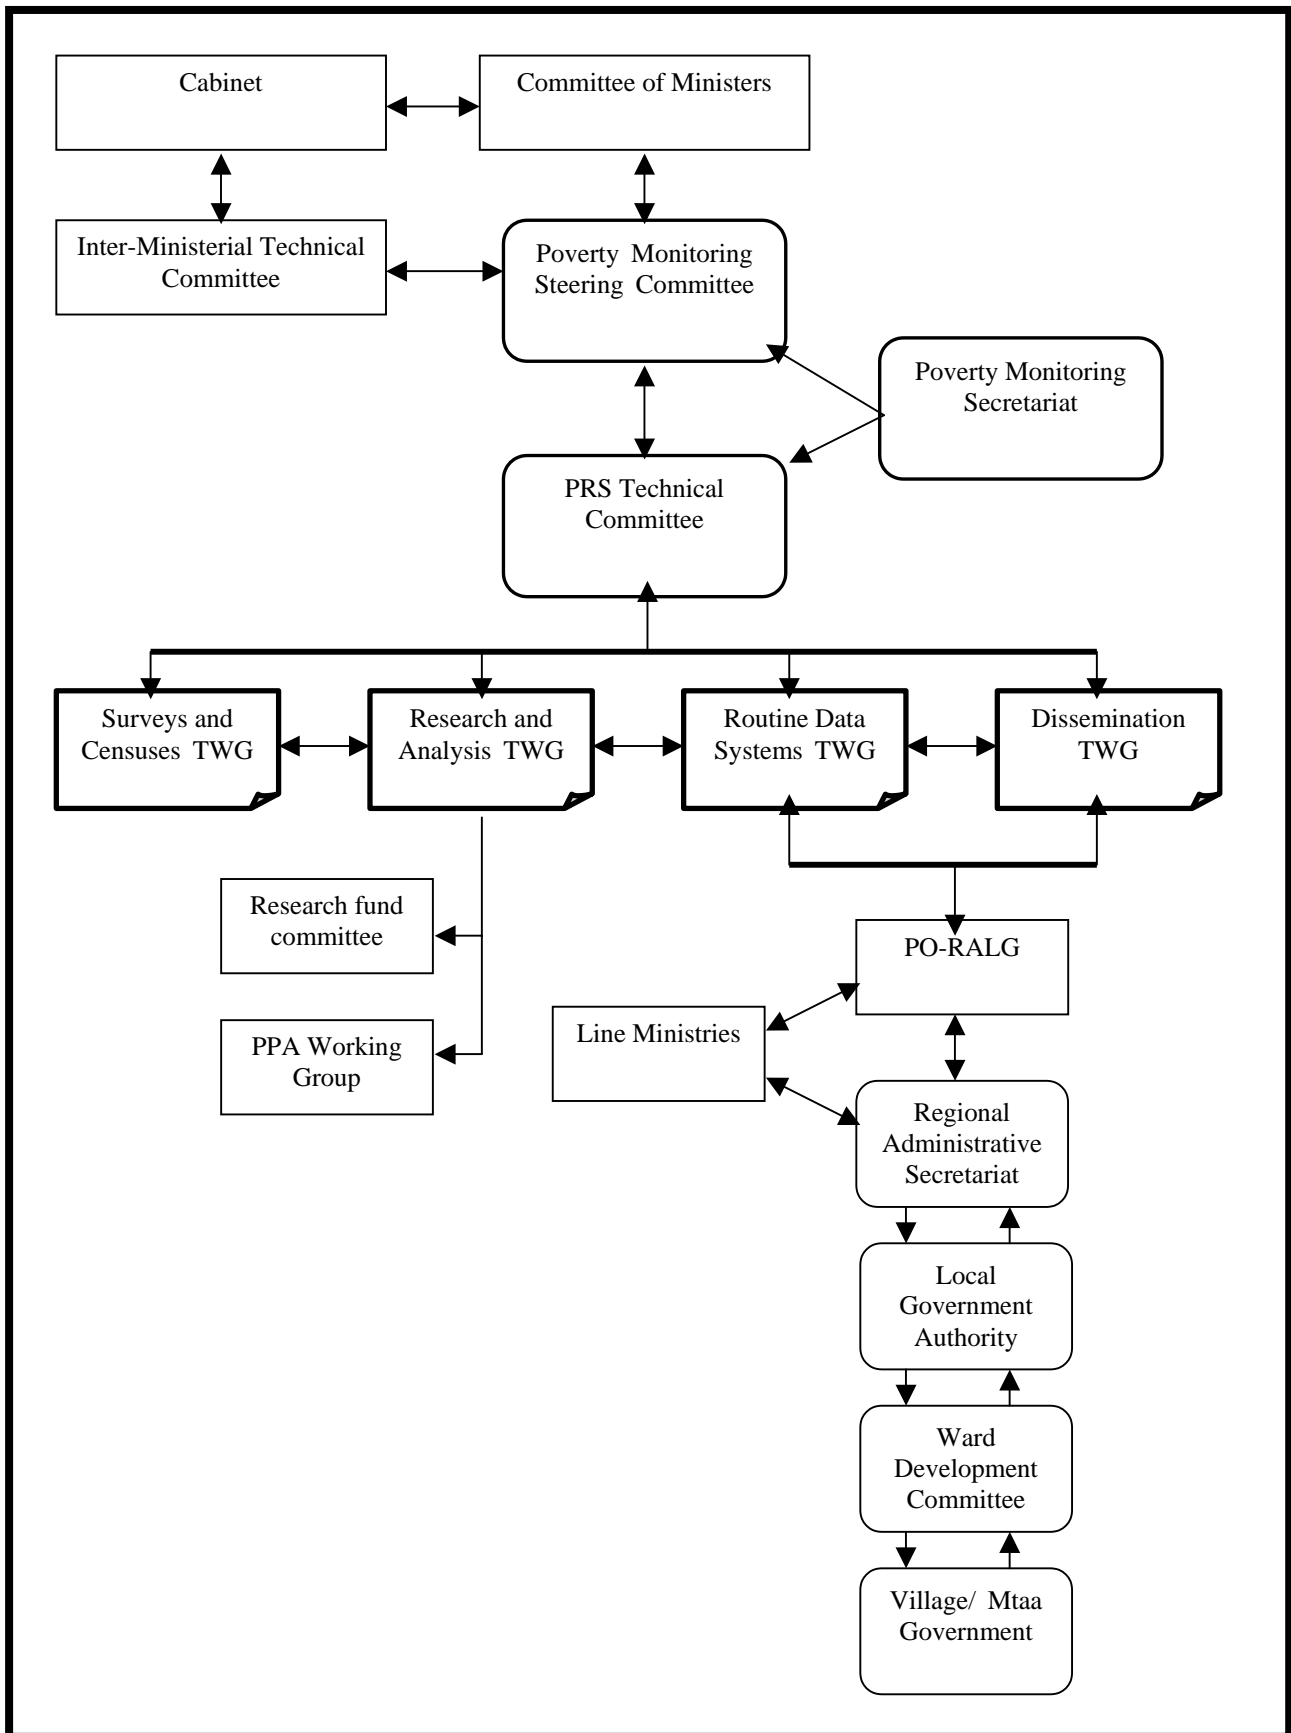 Cabinet
Committee of Ministers
Inter-Ministerial Technical
Committee
Poverty Monitoring
Steering Committee
Poverty Monitoring
Secretariat
PRS Technical
Committee
Surveys and
Censuses TWG
Research and
Analysis TWG
Routine Data
Systems TWG
Dissemination
TWG
Research fund
committee
PO-RALG
Line Ministries
PPA Working
Group
Regional
Administrative
Secretariat
Local
Government
Authority
Ward
Development
Committee
Village/ Mtaa
Government